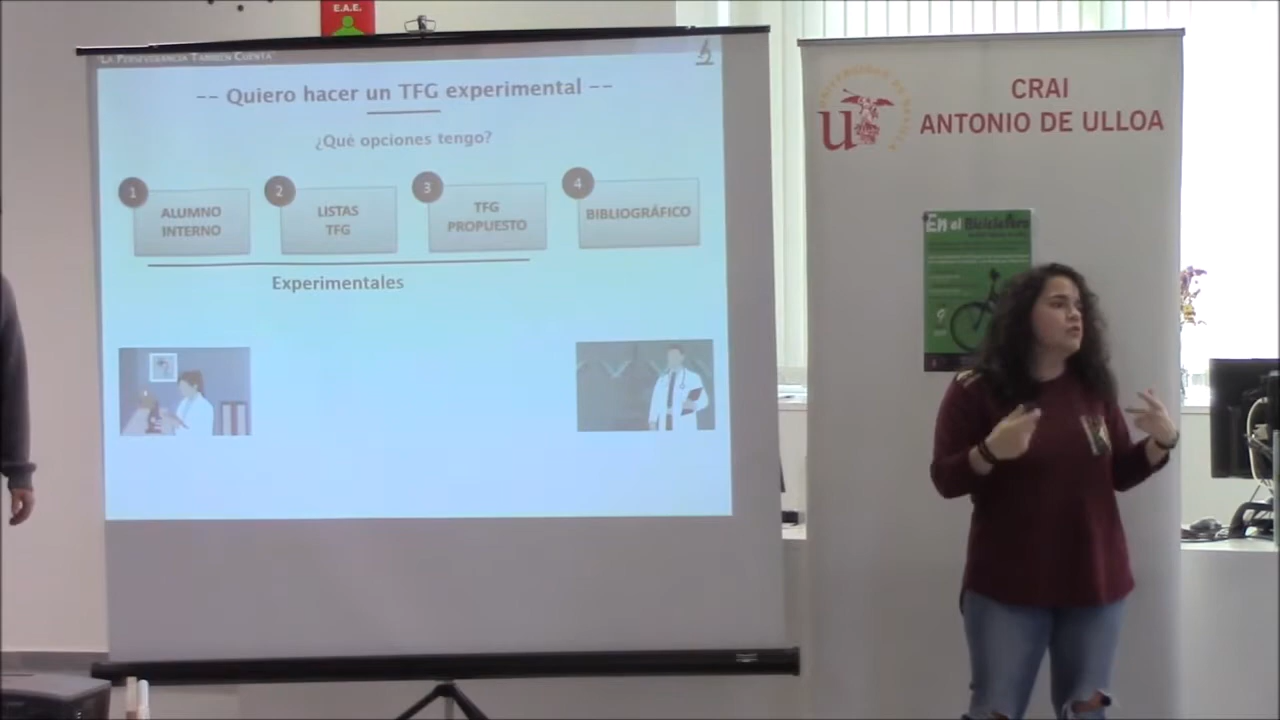 E.A.E.
"LA PERSEVERANCIA TAMBIÉN CUENTA"
-- Quiero hacer un TFG experimental --
¿Qué opciones tengo?
1
ALUMNO
INTERNO
2
LISTAS
TFG
3
TFG
PROPUESTO
4
BIBLIOGRÁFICO
Experimentales
CRAI
ANTONIO DE ULLOA
En el Bicicletero